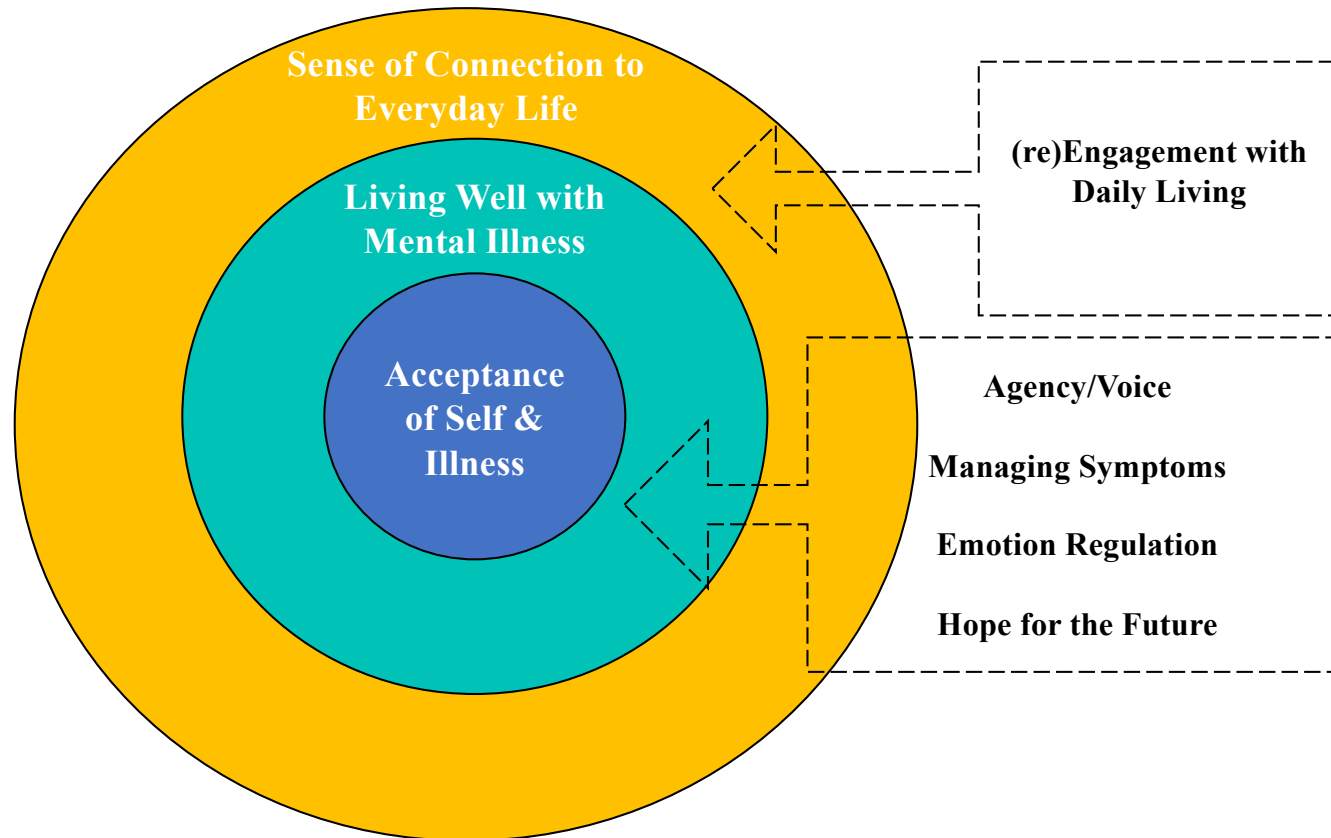 Sense of Connection to
Everyday Life
Living Well with
Mental Illness
Acceptance
of Self &
Illness
(re)Engagement with
Daily Living
Agency/Voice
Managing Symptoms
Emotion Regulation
Hope for the Future